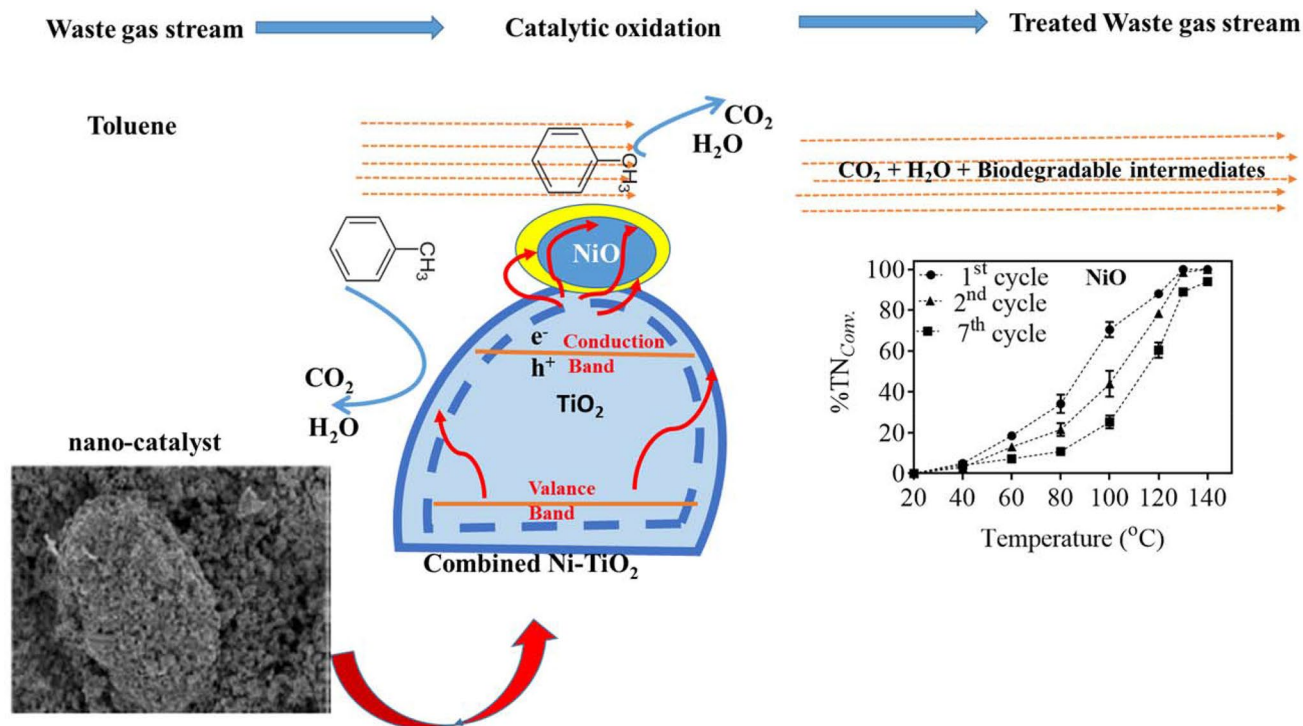 Waste gas stream
Catalytic oxidation
Treated Waste gas stream
Toluene
CH₃
CO₂
H₂O
CO₂ + H₂O + Biodegradable intermediates
CH₃
NiO
e⁻
h⁺
Conduction
Band
TiO₂
CO₂
H₂O
Valance
Band
Combined Ni-TiO₂
nano-catalyst
%TN_Conv.
100
80
60
40
20
0
1st cycle
2nd cycle
7th cycle
NiO
20 40 60 80 100 120 140
Temperature (°C)